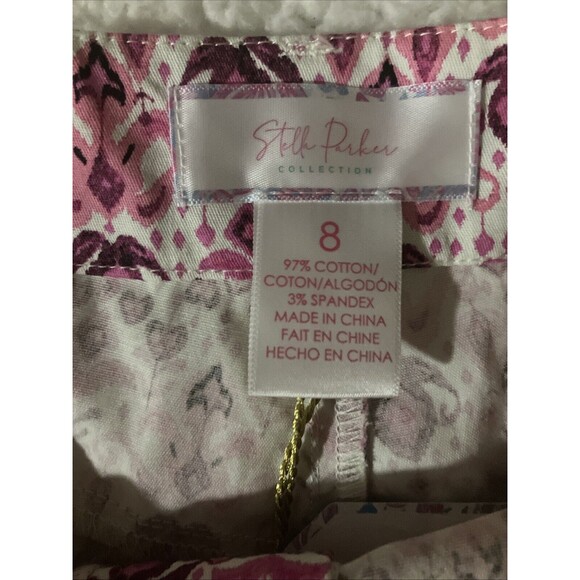 Stella Parker
COLLECTION
8
97% COTTON/
COTON/ALGODÓN
3% SPANDEX
MADE IN CHINA
FAIT EN CHINE
HECHO EN CHINA